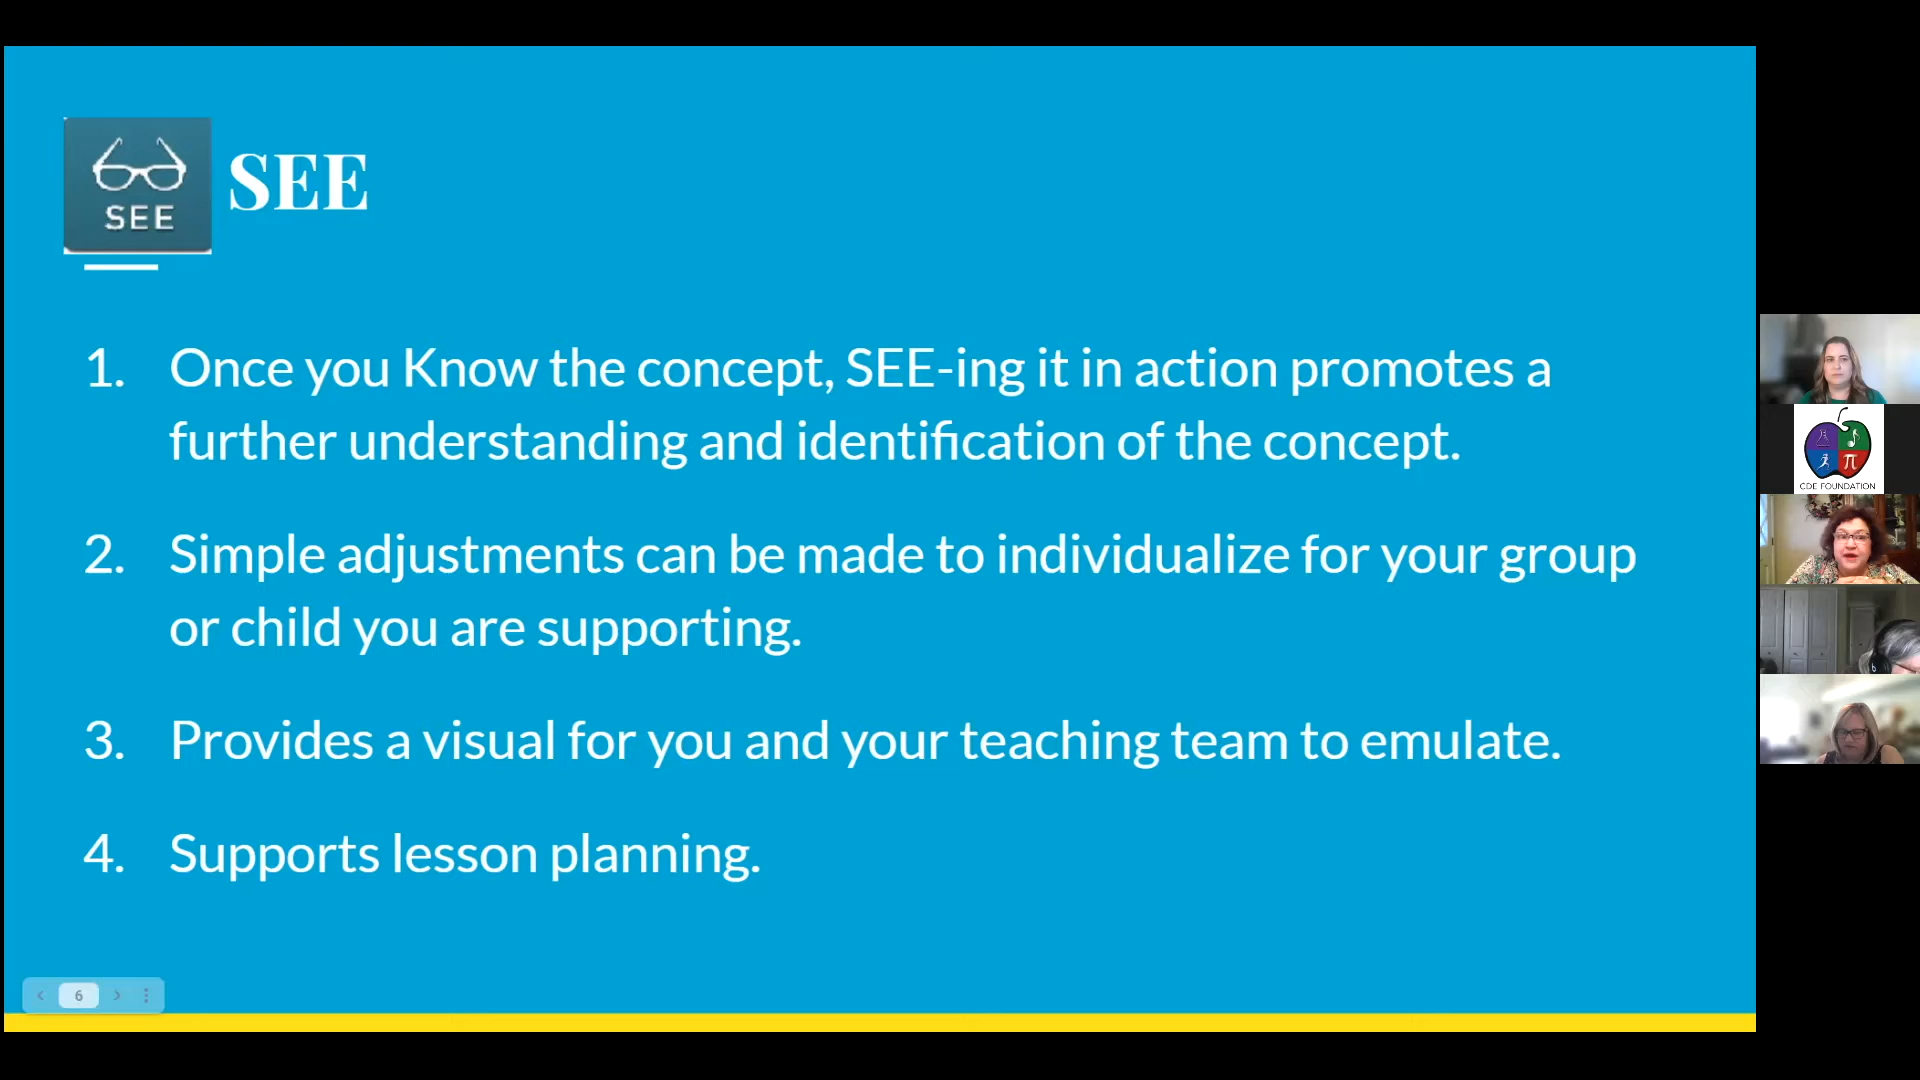 SEE
SEE
1. Once you Know the concept, SEE-ing it in action promotes a
further understanding and identification of the concept.
2. Simple adjustments can be made to individualize for your group
or child you are supporting.
3. Provides a visual for you and your teaching team to emulate.
4. Supports lesson planning.
6
π
CDE FOUNDATION